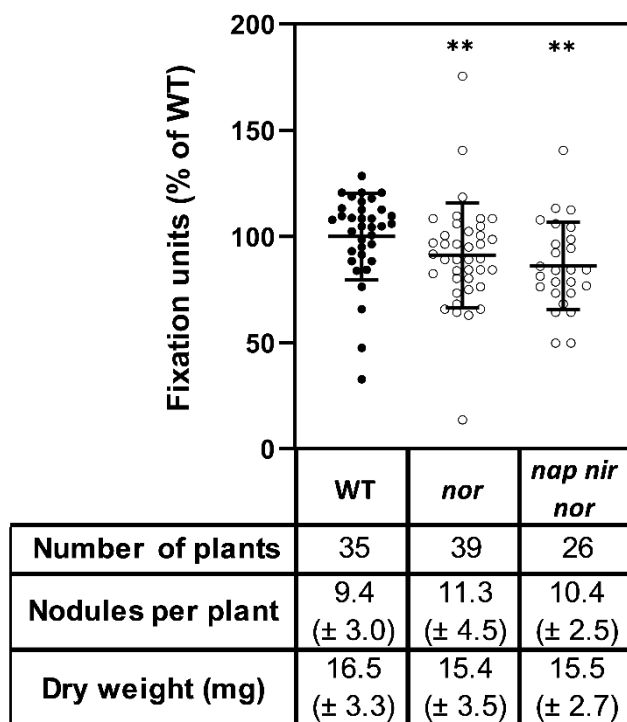 200
** **
150
100
50
0
Fixation units (% of WT)
WT nor nap nir
nor
Number of plants 35 39 26
Nodules per plant 9.4 11.3 10.4
(± 3.0) (± 4.5) (± 2.5)
Dry weight (mg) 16.5 15.4 15.5
(± 3.3) (± 3.5) (± 2.7)